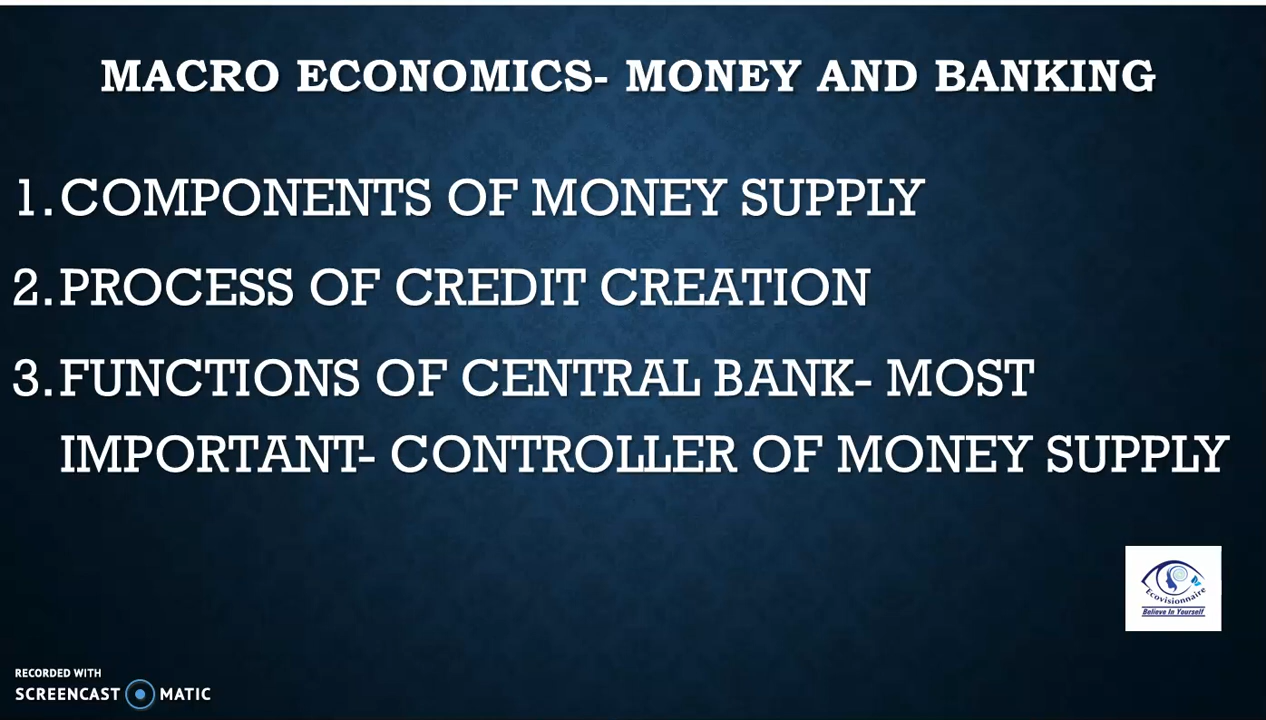 MACRO ECONOMICS- MONEY AND BANKING
1. COMPONENTS OF MONEY SUPPLY
2. PROCESS OF CREDIT CREATION
3. FUNCTIONS OF CENTRAL BANK- MOST
IMPORTANT- CONTROLLER OF MONEY SUPPLY
Ecovisionnaire
Believe In Yourself
RECORDED WITH
SCREENCAST MATIC